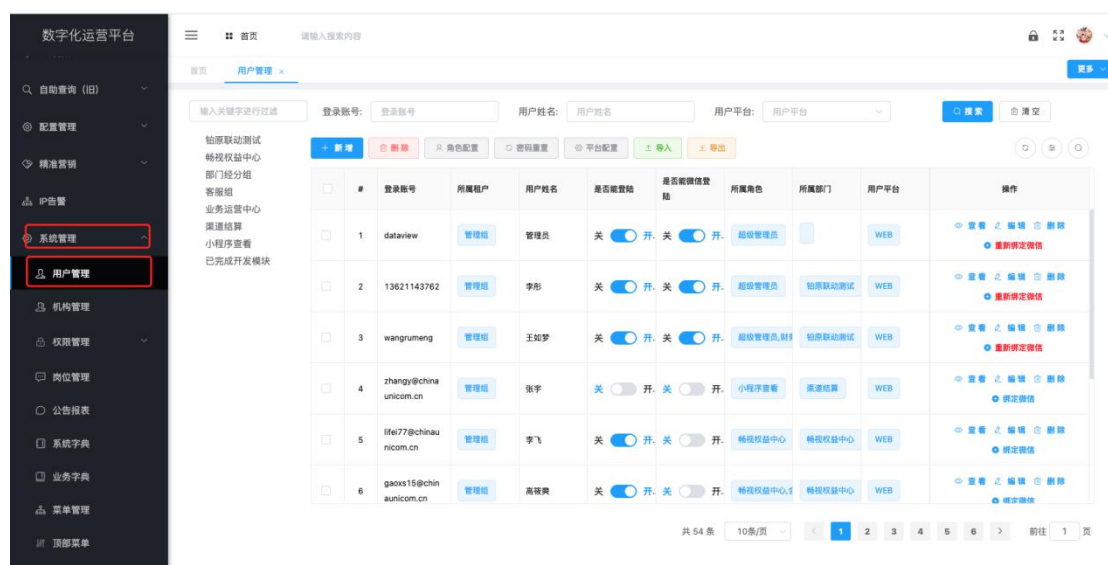 数字化运营平台
首页
请输入搜索内容
首页
用户管理 ×
更多
自助查询（旧）
配置管理
精准营销
IP告警
系统管理
用户管理
机构管理
权限管理
岗位管理
公告报表
系统字典
业务字典
菜单管理
顶部菜单
输入关键字进行过滤
铂原联动测试
畅视权益中心
部门经分组
客服组
业务运营中心
渠道结算
小程序查看
已完成开发模块
登录账号: 登录账号 用户姓名: 用户姓名 用户平台: 用户平台 搜索 清空
+ 新增 删除 角色配置 密码重置 平台配置 导入 导出
# 登录账号 所属租户 用户姓名 是否能登陆 是否能微信登陆 所属角色 所属部门 用户平台 操作
1 dataview 管理组 管理员 关 开 关 开 超级管理员 WEB 查看 编辑 删除
重新绑定微信
2 13621143762 管理组 李彤 关 开 关 开 超级管理员 铂原联动测试 WEB 查看 编辑 删除
重新绑定微信
3 wangrumeng 管理组 王如梦 关 开 关 开 超级管理员,财 铂原联动测试 WEB 查看 编辑 删除
重新绑定微信
4 zhangy@chinaunicom.cn 管理组 张宇 关 开 关 开 小程序查看 渠道结算 WEB 查看 编辑 删除
绑定微信
5 lifei77@chinaunicom.cn 管理组 李飞 关 开 关 开 畅视权益中心 畅视权益中心 WEB 查看 编辑 删除
绑定微信
6 gaoxs15@chinaunicom.cn 管理组 关 开 关 开 畅视权益中心, 畅视权益中心 WEB 查看 编辑 删除
绑定微信
共 54 条 10条/页 < 1 2 3 4 5 6 > 前往 1 页